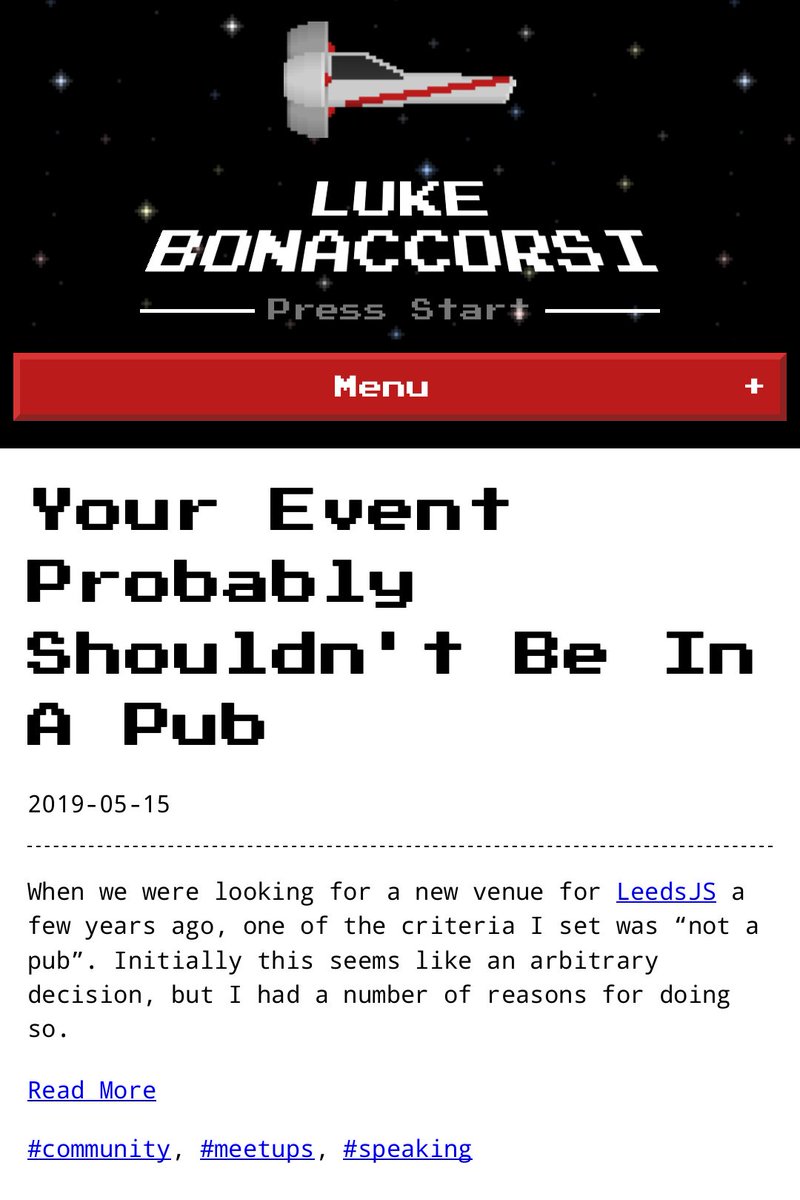 LUKE
BONACCORSI
Press Start
Menu +
Your Event
Probably
Shouldn't Be In
A Pub
2019-05-15
When we were looking for a new venue for LeedsJS a
few years ago, one of the criteria I set was “not a
pub”. Initially this seems like an arbitrary
decision, but I had a number of reasons for doing
so.
Read More
#community, #meetups, #speaking